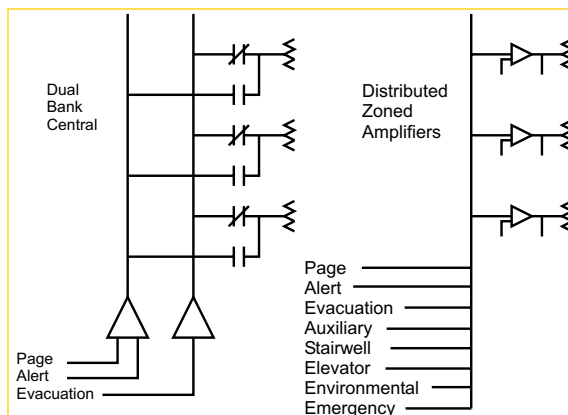 Dual
Bank
Central
Page
Alert
Evacuation
Distributed
Zoned
Amplifiers
Page
Alert
Evacuation
Auxiliary
Stairwell
Elevator
Environmental
Emergency